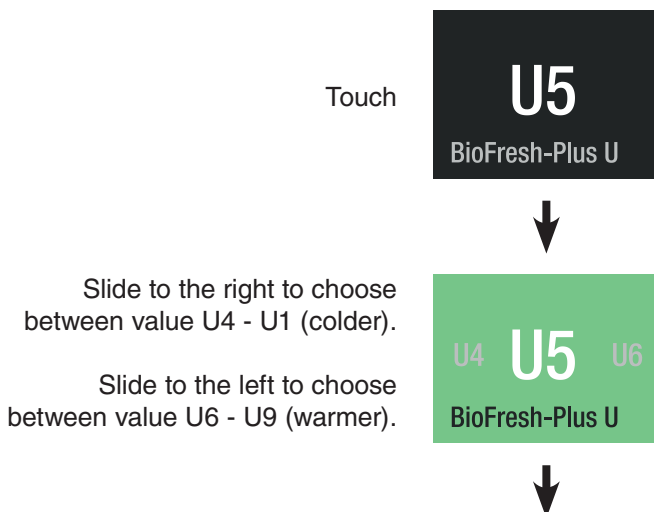 Touch
U5
BioFresh-Plus U
Slide to the right to choose
between value U4 - U1 (colder).
Slide to the left to choose
between value U6 - U9 (warmer).
U4 U5 U6
BioFresh-Plus U